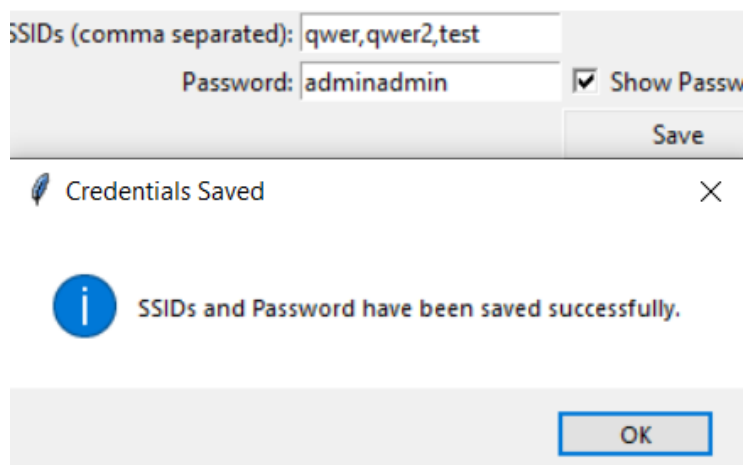 SSIDs (comma separated): qwer,qwer2,test
Password: adminadmin Show Passw
Save
Credentials Saved
SSIDs and Password have been saved successfully.
OK